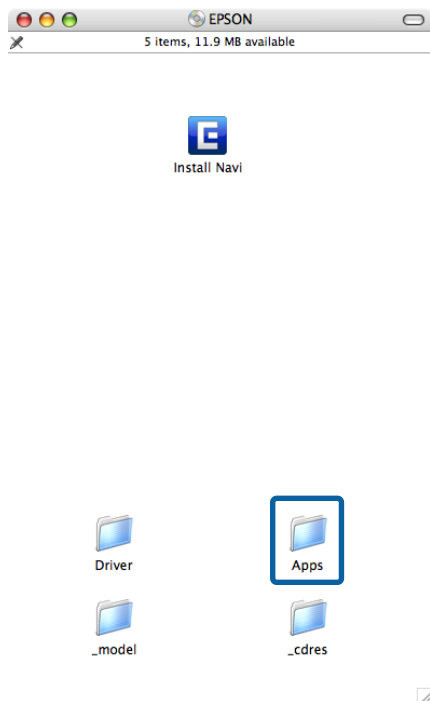 EPSON
5 items, 11.9 MB available
Install Navi
Driver
Apps
_model
_cdres